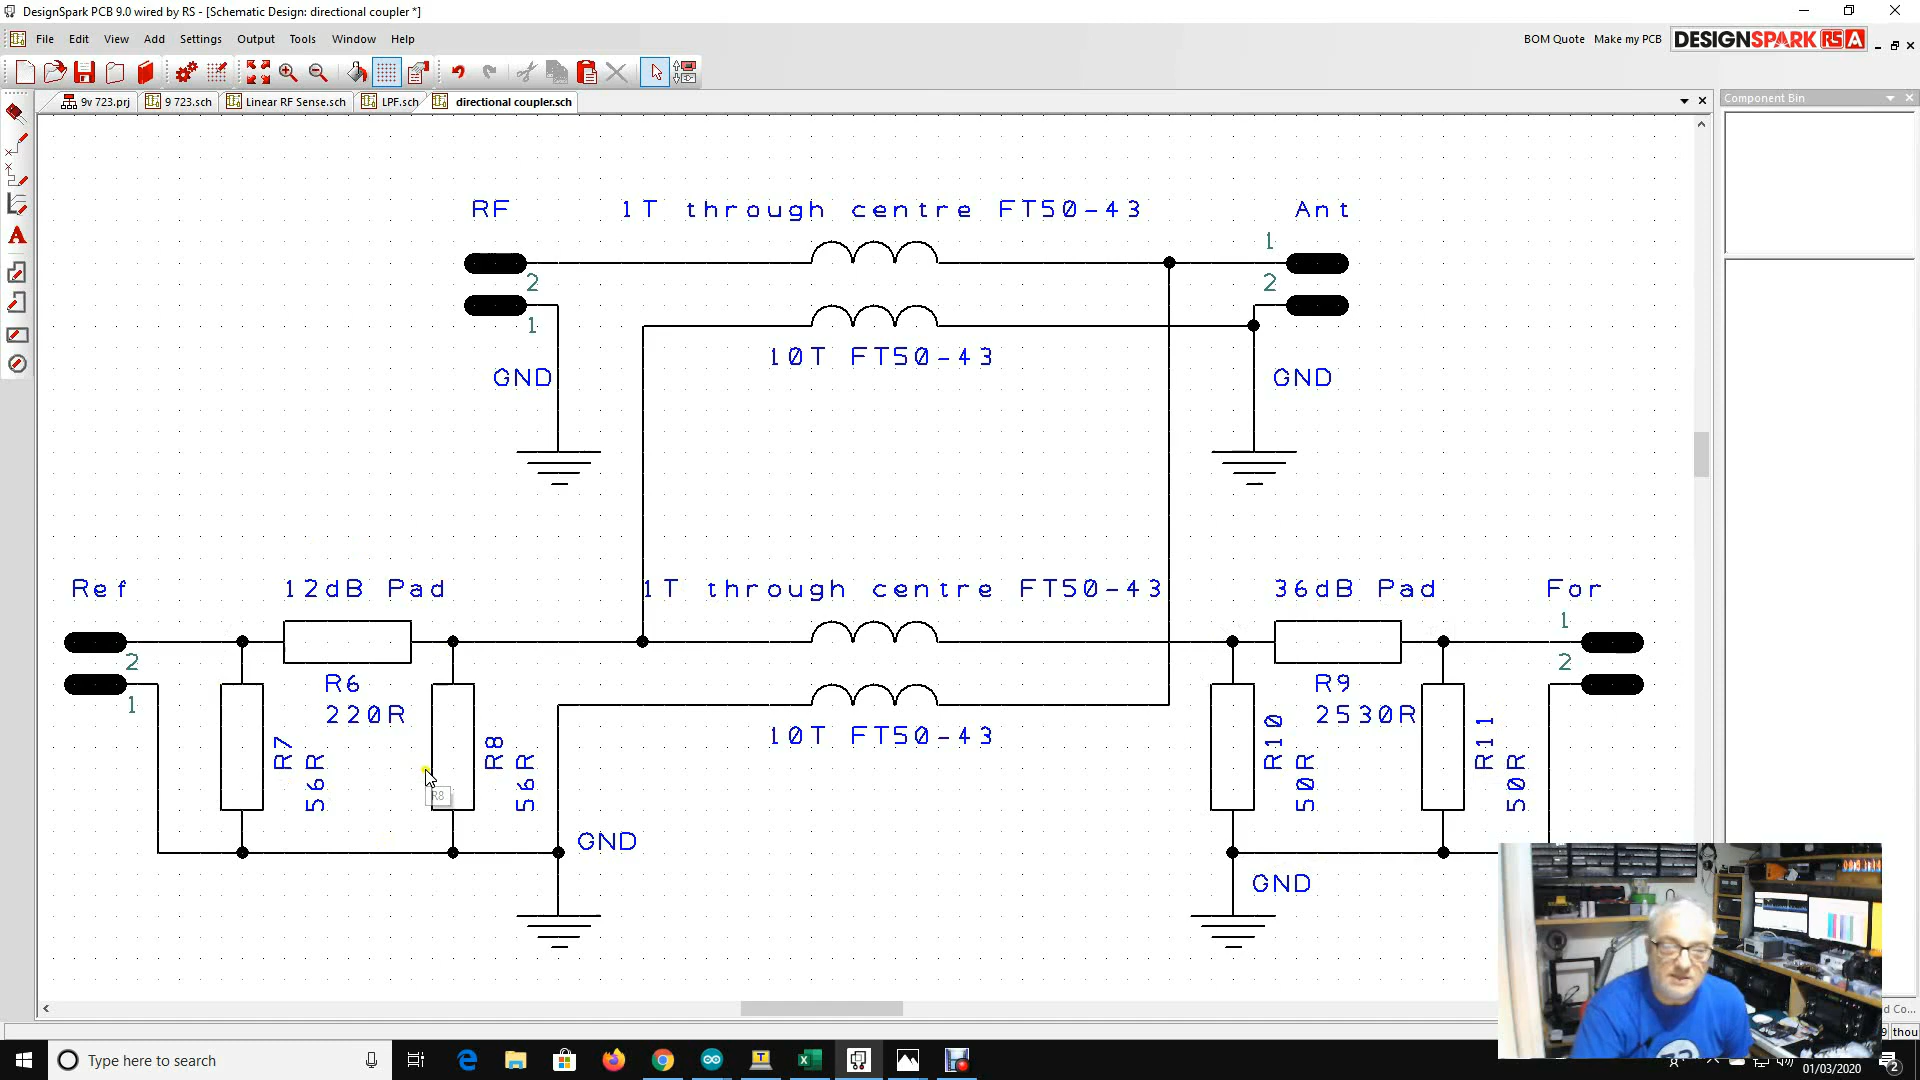 DesignSpark PCB 9.0 wired by RS - [Schematic Design: directional coupler *]
File Edit View Add Settings Output Tools Window Help
BOM Quote Make my PCB DESIGNSPARK RS A
9v 723.prj 9 723.sch Linear RF Sense.sch LPF.sch directional coupler.sch
Component Bin
RF 1T through centre FT50-43 Ant
1
2 2
1
10T FT50-43
GND GND
Ref 12dB Pad 1T through centre FT50-43 36dB Pad For
1
2 2
R6 R9
1 220R 2530R
10T FT50-43
R7 56R R8 56R R10 50R R11 50R
R8
GND
GND
Type here to search
01/03/2020
2